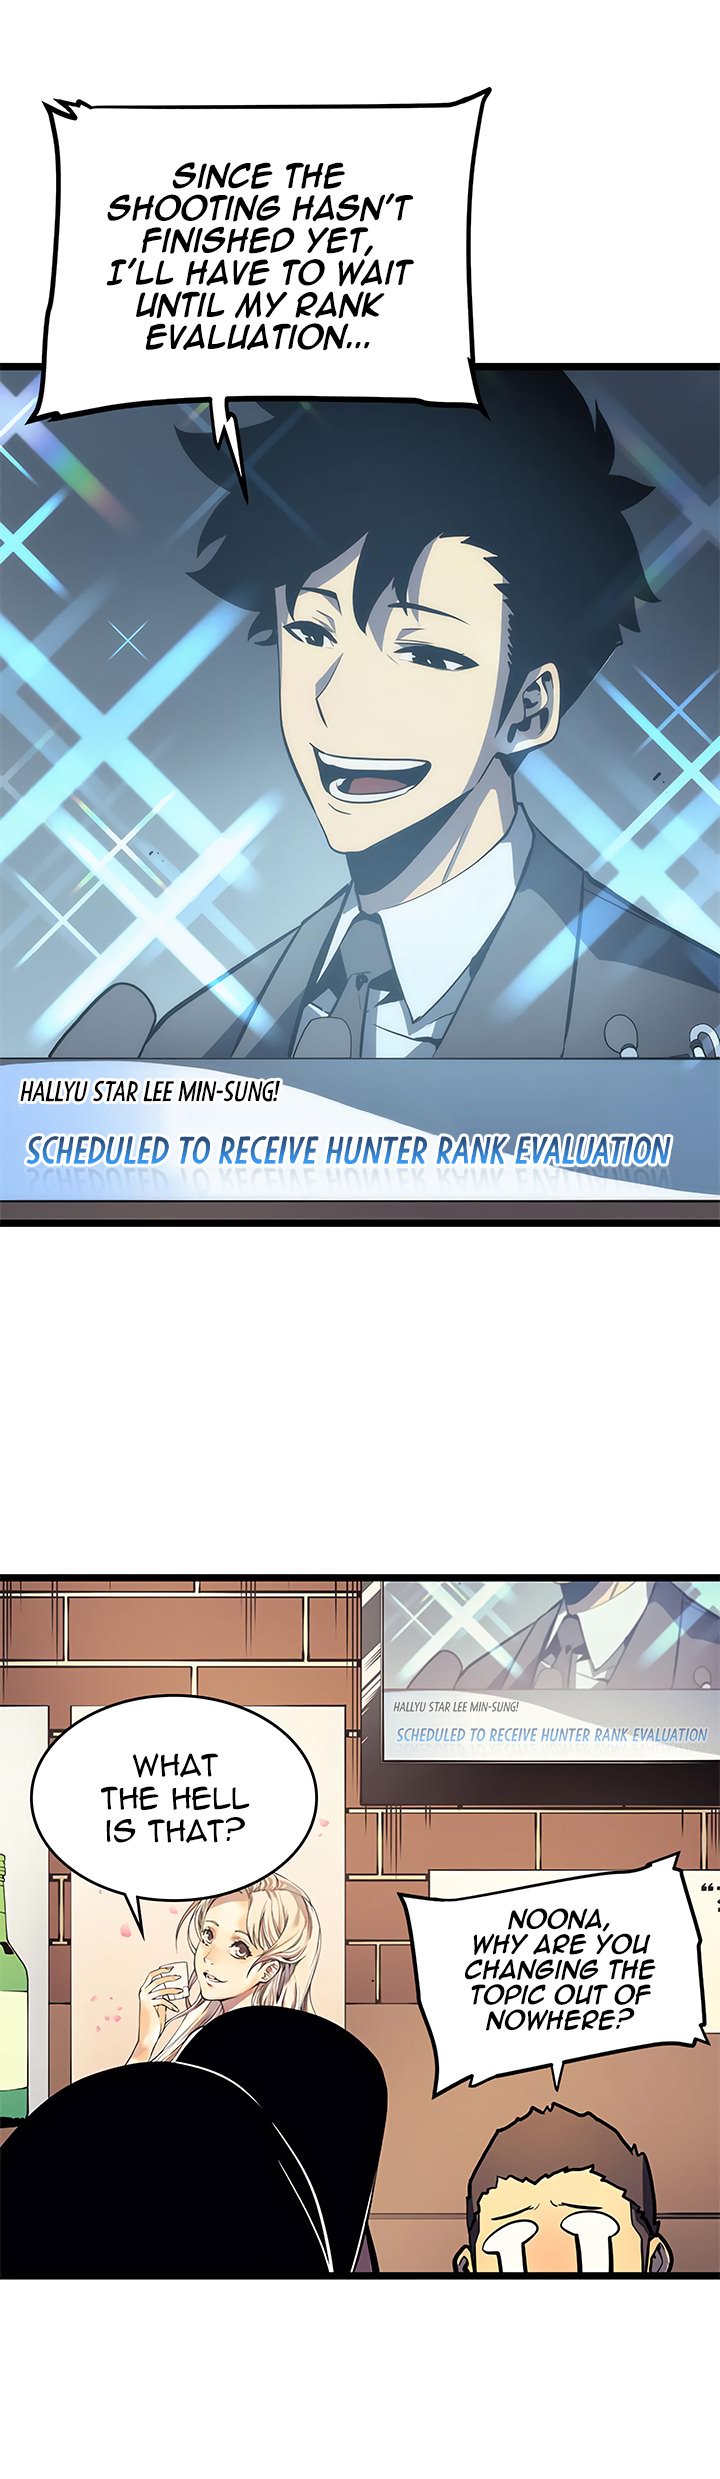 SINCE THE
SHOOTING HASN'T
FINISHED YET,
I'LL HAVE TO WAIT
UNTIL MY RANK
EVALUATION...
HALLYU STAR LEE MIN-SUNG!
SCHEDULED TO RECEIVE HUNTER RANK EVALUATION
HALLYU STAR LEE MIN-SUNG!
SCHEDULED TO RECEIVE HUNTER RANK EVALUATION
WHAT
THE HELL
IS THAT?
NOONA,
WHY ARE YOU
CHANGING THE
TOPIC OUT OF
NOWHERE?